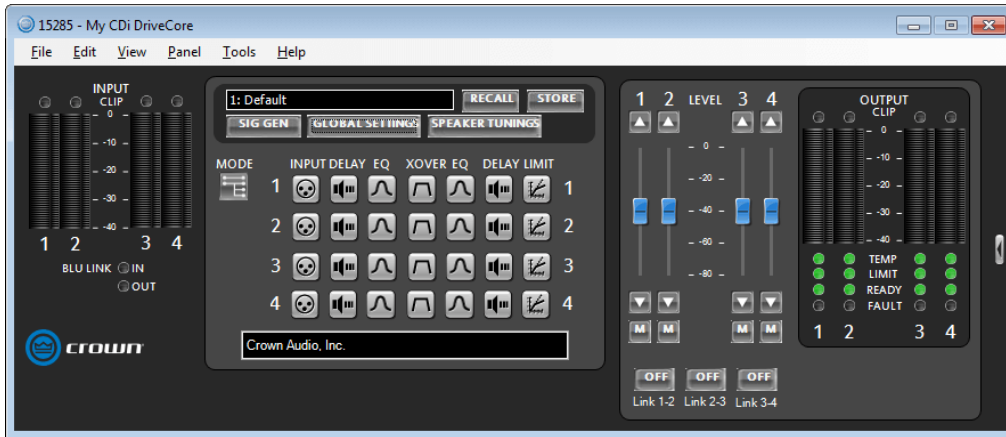 15285 - My CDi DriveCore
File Edit View Panel Tools Help
INPUT
CLIP
0
-10
-20
-30
-40
1 2 3 4
BLU LINK IN
OUT
crown
1: Default RECALL STORE
SIG GEN GLOBAL SETTINGS SPEAKER TUNINGS
MODE INPUT DELAY EQ XOVER EQ DELAY LIMIT
1 1
2 2
3 3
4 4
Crown Audio, Inc.
1 2 LEVEL 3 4
- 0 -
- -20 -
- -40 -
- -60 -
- -80 -
M M M M
OFF OFF OFF
Link 1-2 Link 2-3 Link 3-4
OUTPUT
CLIP
- 0 -
- -10 -
- -20 -
- -30 -
- -40 -
TEMP
LIMIT
READY
FAULT
1 2 3 4